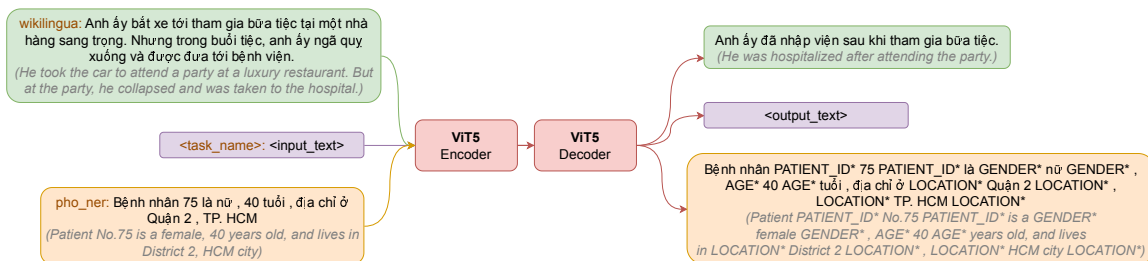 wikilingua: Anh ấy bắt xe tới tham gia bữa tiệc tại một nhà
hàng sang trọng. Nhưng trong buổi tiệc, anh ấy ngã quỵ
xuống và được đưa tới bệnh viện.
(He took the car to attend a party at a luxury restaurant. But
at the party, he collapsed and was taken to the hospital.)
<task_name>: <input_text>
pho_ner: Bệnh nhân 75 là nữ , 40 tuổi , địa chỉ ở
Quận 2 , TP. HCM
(Patient No.75 is a female, 40 years old, and lives in
District 2, HCM city)
ViT5
Encoder
ViT5
Decoder
Anh ấy đã nhập viện sau khi tham gia bữa tiệc.
(He was hospitalized after attending the party.)
<output_text>
Bệnh nhân PATIENT_ID* 75 PATIENT_ID* là GENDER* nữ GENDER* ,
AGE* 40 AGE* tuổi , địa chỉ ở LOCATION* Quận 2 LOCATION* ,
LOCATION* TP. HCM LOCATION*
(Patient PATIENT_ID* No.75 PATIENT_ID* is a GENDER*
female GENDER* , AGE* 40 AGE* years old, and lives
in LOCATION* District 2 LOCATION* , LOCATION* HCM city LOCATION*)